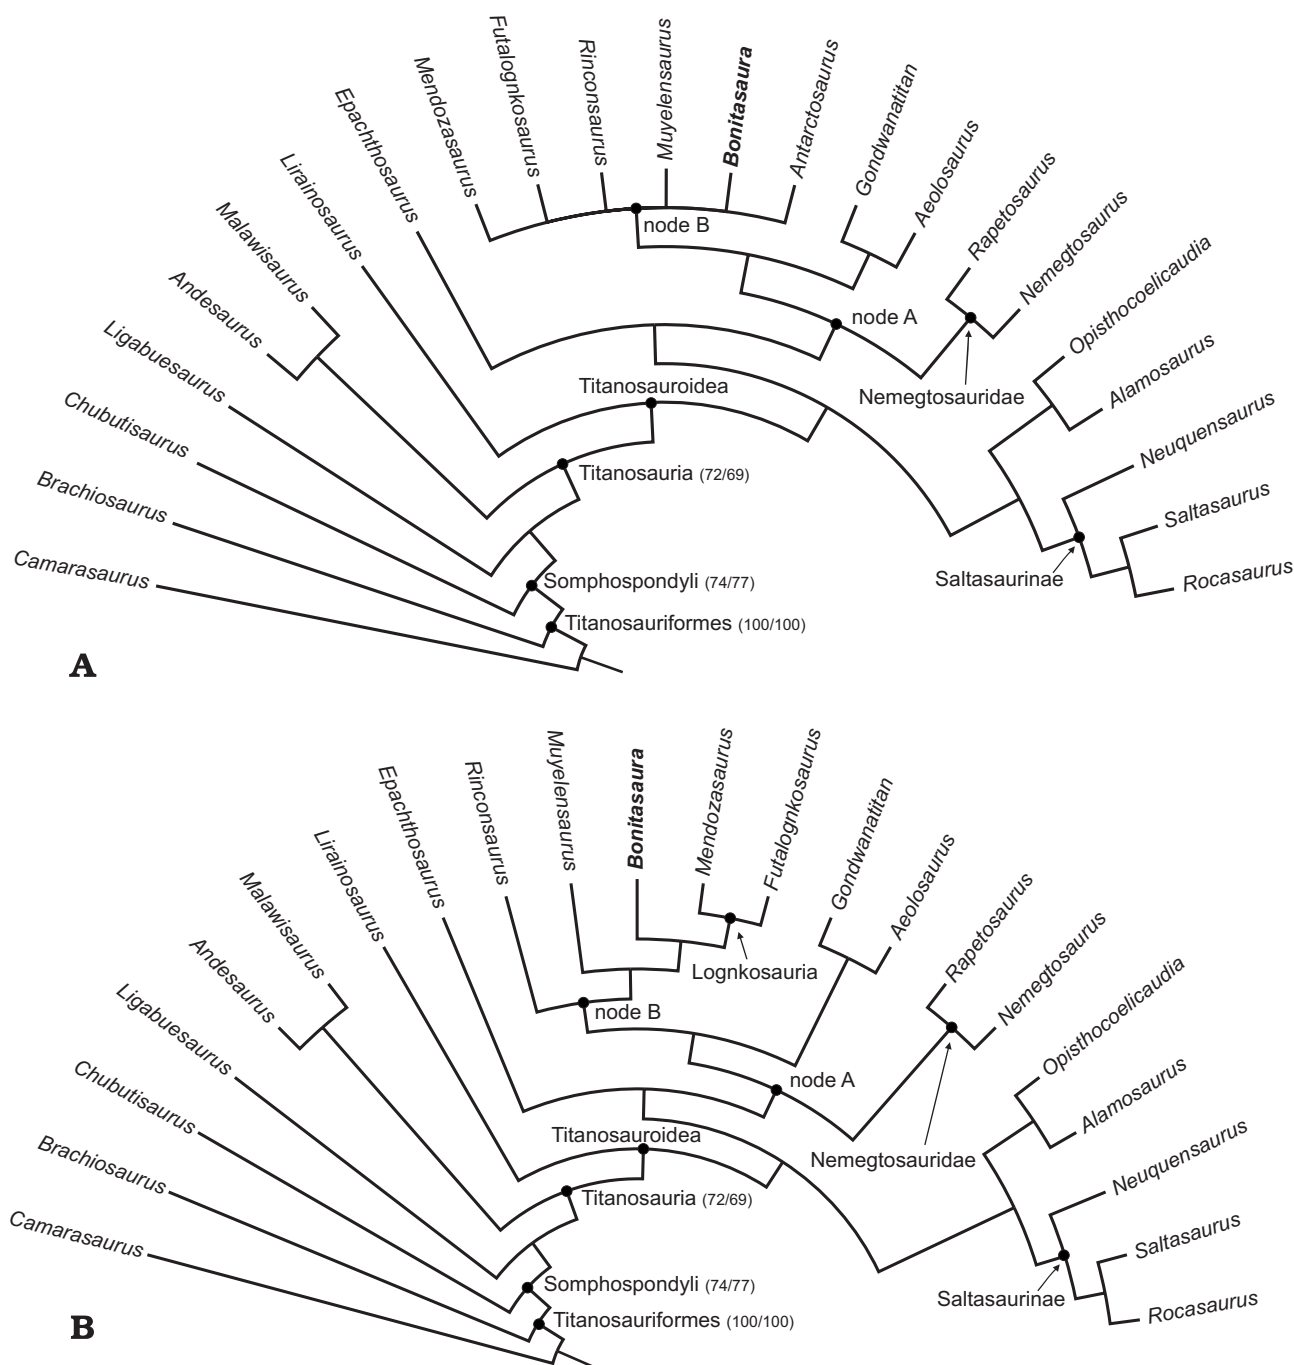 Camarasaurus
Brachiosaurus
Chubutisaurus
Ligabuesaurus
Andesaurus
Malawisaurus
Lirainosaurus
Epachthosaurus
Mendozasaurus
Futalognkosaurus
Rinconsaurus
Muyelensaurus
Bonitasaura
Antarctosaurus
Gondwanatitan
Aeolosaurus
Rapetosaurus
Nemegtosaurus
Opisthocoelicaudia
Alamosaurus
Neuquensaurus
Saltasaurus
Rocasaurus
node B
node A
Nemegtosauridae
Titanosauroidea
Titanosauria (72/69)
Saltasaurinae
Somphospondyli (74/77)
Titanosauriformes (100/100)
A
Camarasaurus
Brachiosaurus
Chubutisaurus
Ligabuesaurus
Andesaurus
Malawisaurus
Lirainosaurus
Epachthosaurus
Rinconsaurus
Muyelensaurus
Bonitasaura
Mendozasaurus
Futalognkosaurus
Gondwanatitan
Aeolosaurus
Rapetosaurus
Nemegtosaurus
Opisthocoelicaudia
Alamosaurus
Neuquensaurus
Saltasaurus
Rocasaurus
Lognkosauria
node B
node A
Titanosauroidea
Nemegtosauridae
Titanosauria (72/69)
Somphospondyli (74/77)
Saltasaurinae
Titanosauriformes (100/100)
B